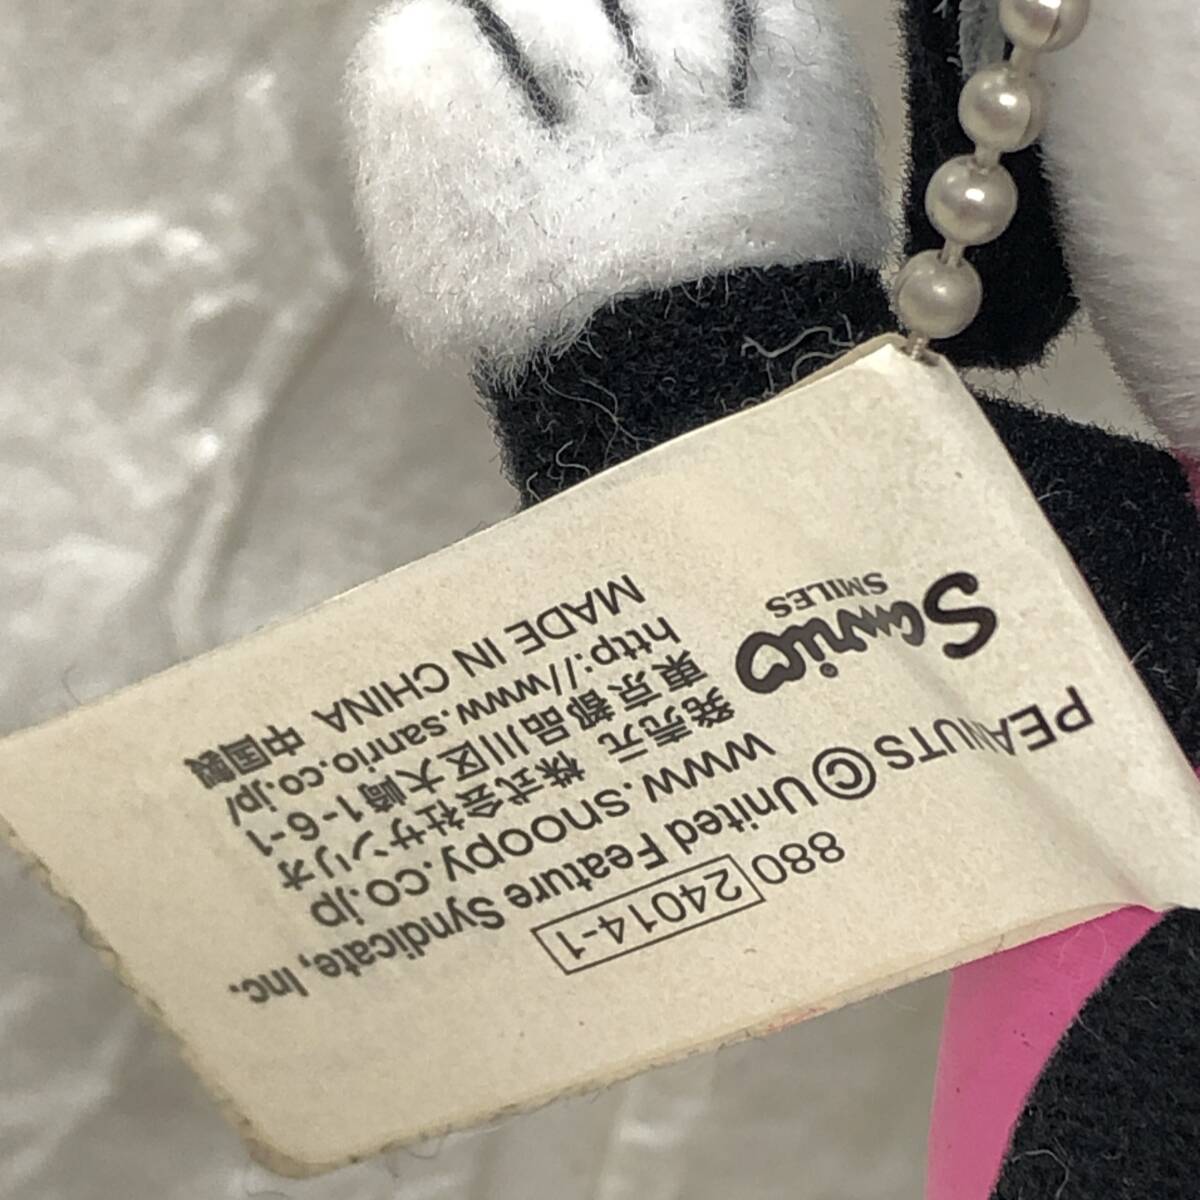 880 24014-1
PEANUTS © United Feature Syndicate, Inc.
www.snoopy.co.jp
Sanrio
SMILES
発売元 株式会社サンリオ
東京都品川区大崎1-6-1
http://www.sanrio.co.jp/
MADE IN CHINA 中国製